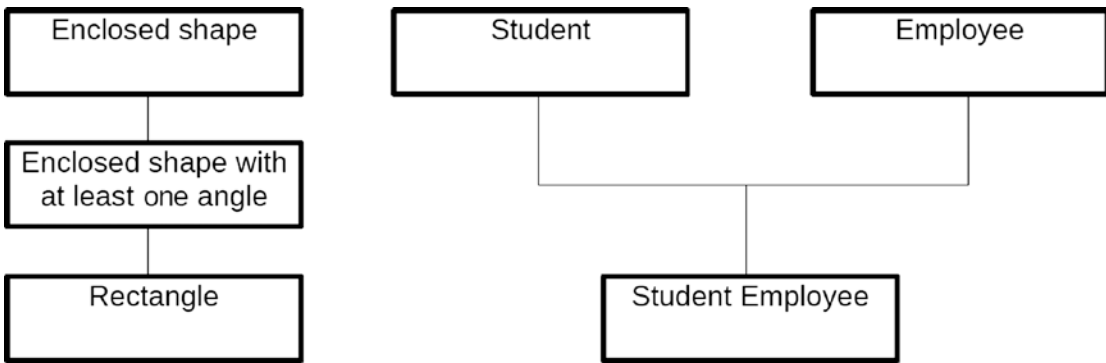 Enclosed shape
Student
Employee
Enclosed shape with
at least one angle
Rectangle
Student Employee